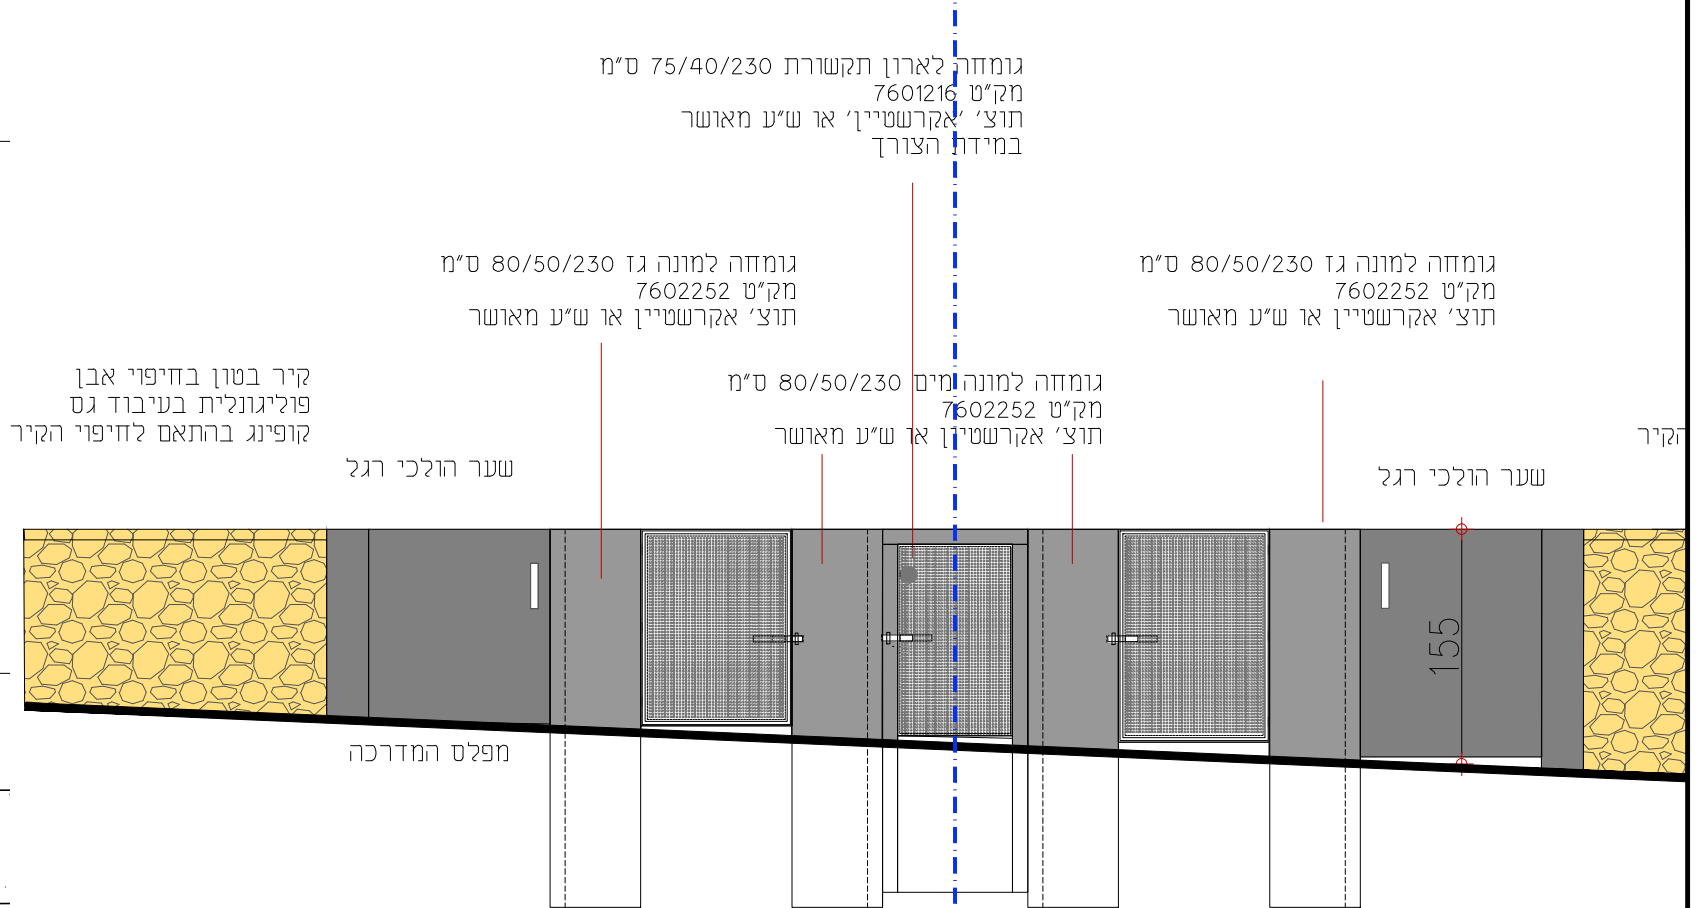 גומחה לארון תקשורת 75/40/230 ס"מ
מק"ט 7601216
תוצ' 'אקרשטיין' או ש"ע מאושר
במידת הצורך
גומחה למונה גז 80/50/230 ס"מ
מק"ט 7602252
תוצ' אקרשטיין או ש"ע מאושר
גומחה למונה גז 80/50/230 ס"מ
מק"ט 7602252
תוצ' אקרשטיין או ש"ע מאושר
גומחה למונה מים 80/50/230 ס"מ
מק"ט 7602252
תוצ' אקרשטיין או ש"ע מאושר
קיר בטון בחיפוי אבן
פוליגונלית בעיבוד גס
קופינג בהתאם לחיפוי הקיר
הקיר
שער הולכי רגל
שער הולכי רגל
155
מפלס המדרכה